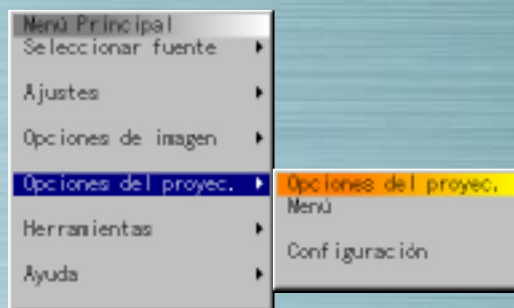 Menú Principal
Seleccionar fuente
Ajustes
Opciones de imagen
Opciones del proyec.
Herramientas
Ayuda
Opciones del proyec.
Menú
Configuración